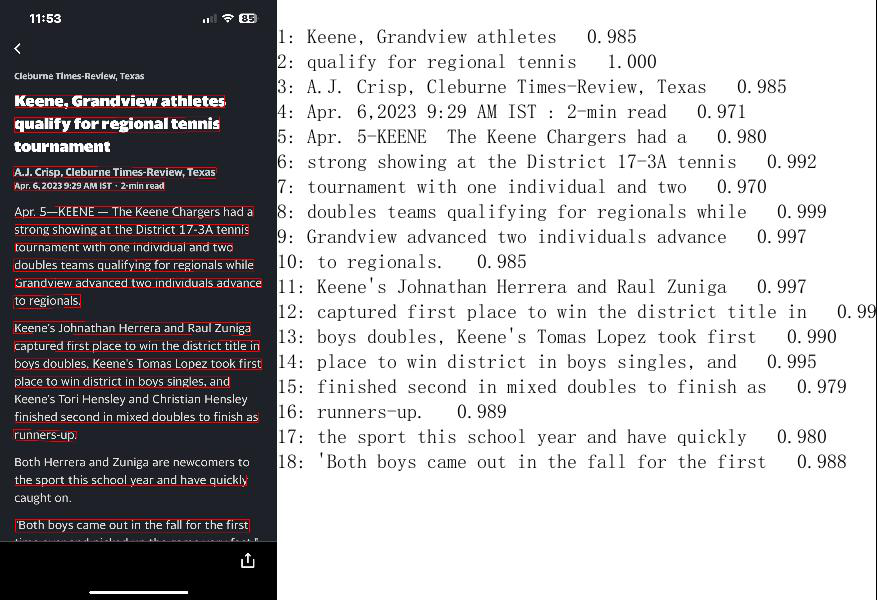 11:53
85
Cleburne Times-Review, Texas
Keene, Grandview athletes
qualify for regional tennis
tournament
A.J. Crisp, Cleburne Times-Review, Texas
Apr. 6, 2023 9:29 AM IST · 2-min read
Apr. 5—KEENE — The Keene Chargers had a
strong showing at the District 17-3A tennis
tournament with one individual and two
doubles teams qualifying for regionals while
Grandview advanced two individuals advance
to regionals.
Keene's Johnathan Herrera and Raul Zuniga
captured first place to win the district title in
boys doubles, Keene's Tomas Lopez took first
place to win district in boys singles, and
Keene's Tori Hensley and Christian Hensley
finished second in mixed doubles to finish as
runners-up.
Both Herrera and Zuniga are newcomers to
the sport this school year and have quickly
caught on.
'Both boys came out in the fall for the first
1: Keene, Grandview athletes 0.985
2: qualify for regional tennis 1.000
3: A.J. Crisp, Cleburne Times-Review, Texas 0.985
4: Apr. 6,2023 9:29 AM IST : 2-min read 0.971
5: Apr. 5-KEENE The Keene Chargers had a 0.980
6: strong showing at the District 17-3A tennis 0.992
7: tournament with one individual and two 0.970
8: doubles teams qualifying for regionals while 0.999
9: Grandview advanced two individuals advance 0.997
10: to regionals. 0.985
11: Keene's Johnathan Herrera and Raul Zuniga 0.997
12: captured first place to win the district title in 0.99
13: boys doubles, Keene's Tomas Lopez took first 0.990
14: place to win district in boys singles, and 0.995
15: finished second in mixed doubles to finish as 0.979
16: runners-up. 0.989
17: the sport this school year and have quickly 0.980
18: 'Both boys came out in the fall for the first 0.988